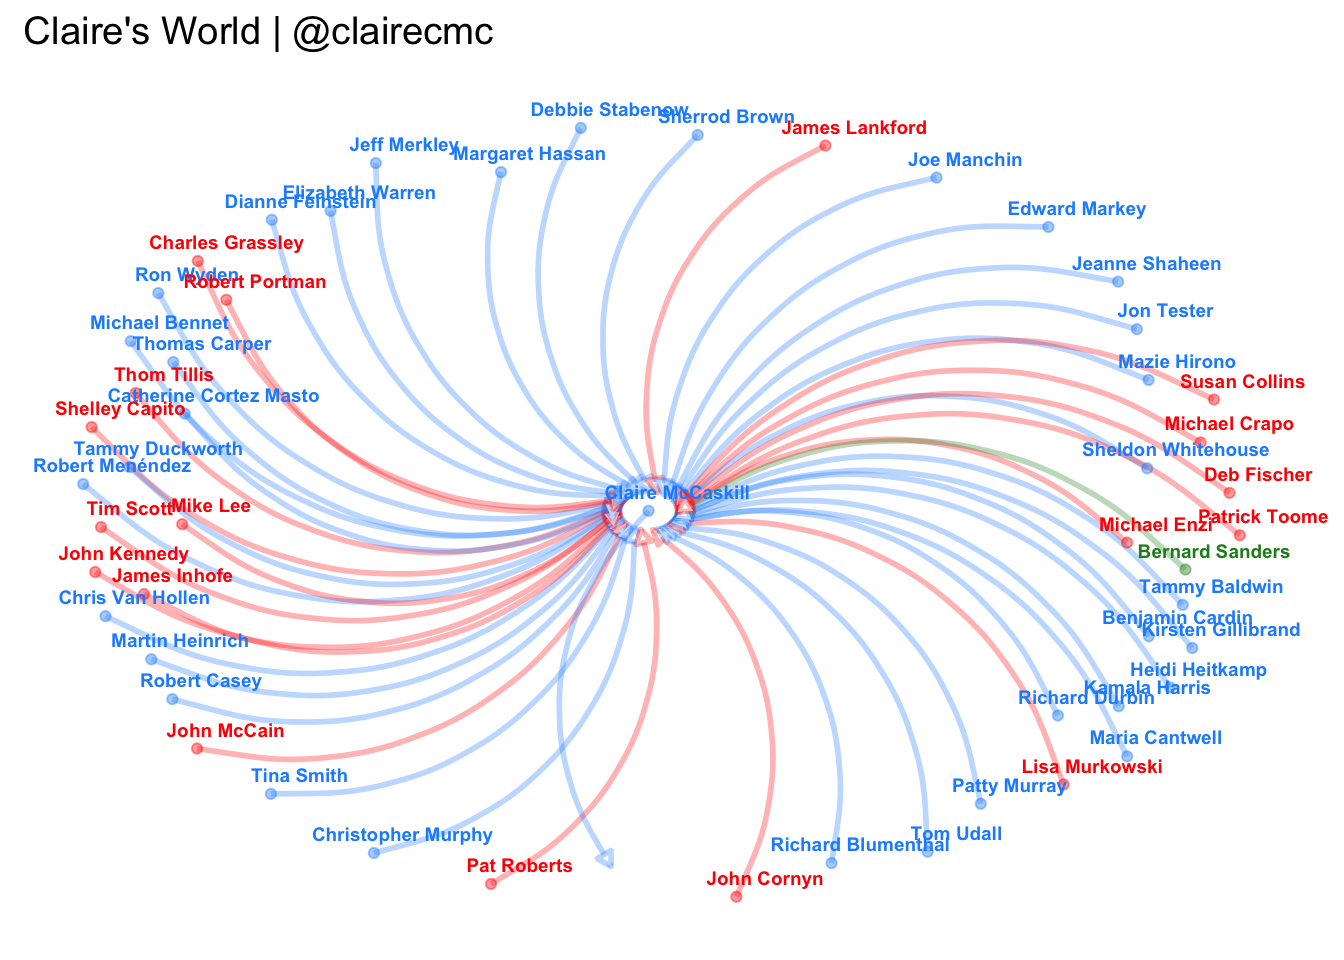 Claire's World | @clairecmc
Debbie Stabenow
Sherrod Brown
James Lankford
Jeff Merkley
Margaret Hassan
Joe Manchin
Elizabeth Warren
Dianne Feinstein
Edward Markey
Charles Grassley
Jeanne Shaheen
Ron Wyden
Robert Portman
Jon Tester
Michael Bennet
Thomas Carper
Mazie Hirono
Thom Tillis
Susan Collins
Catherine Cortez Masto
Shelley Capito
Michael Crapo
Tammy Duckworth
Sheldon Whitehouse
Robert Menéndez
Deb Fischer
Claire McCaskill
Tim Scott
Mike Lee
Patrick Toome
Michael Enzi
John Kennedy
Bernard Sanders
James Inhofe
Tammy Baldwin
Chris Van Hollen
Benjamin Cardin
Kirsten Gillibrand
Martin Heinrich
Heidi Heitkamp
Robert Casey
Kamala Harris
Richard Durbin
John McCain
Maria Cantwell
Lisa Murkowski
Tina Smith
Patty Murray
Christopher Murphy
Tom Udall
Richard Blumenthal
Pat Roberts
John Cornyn